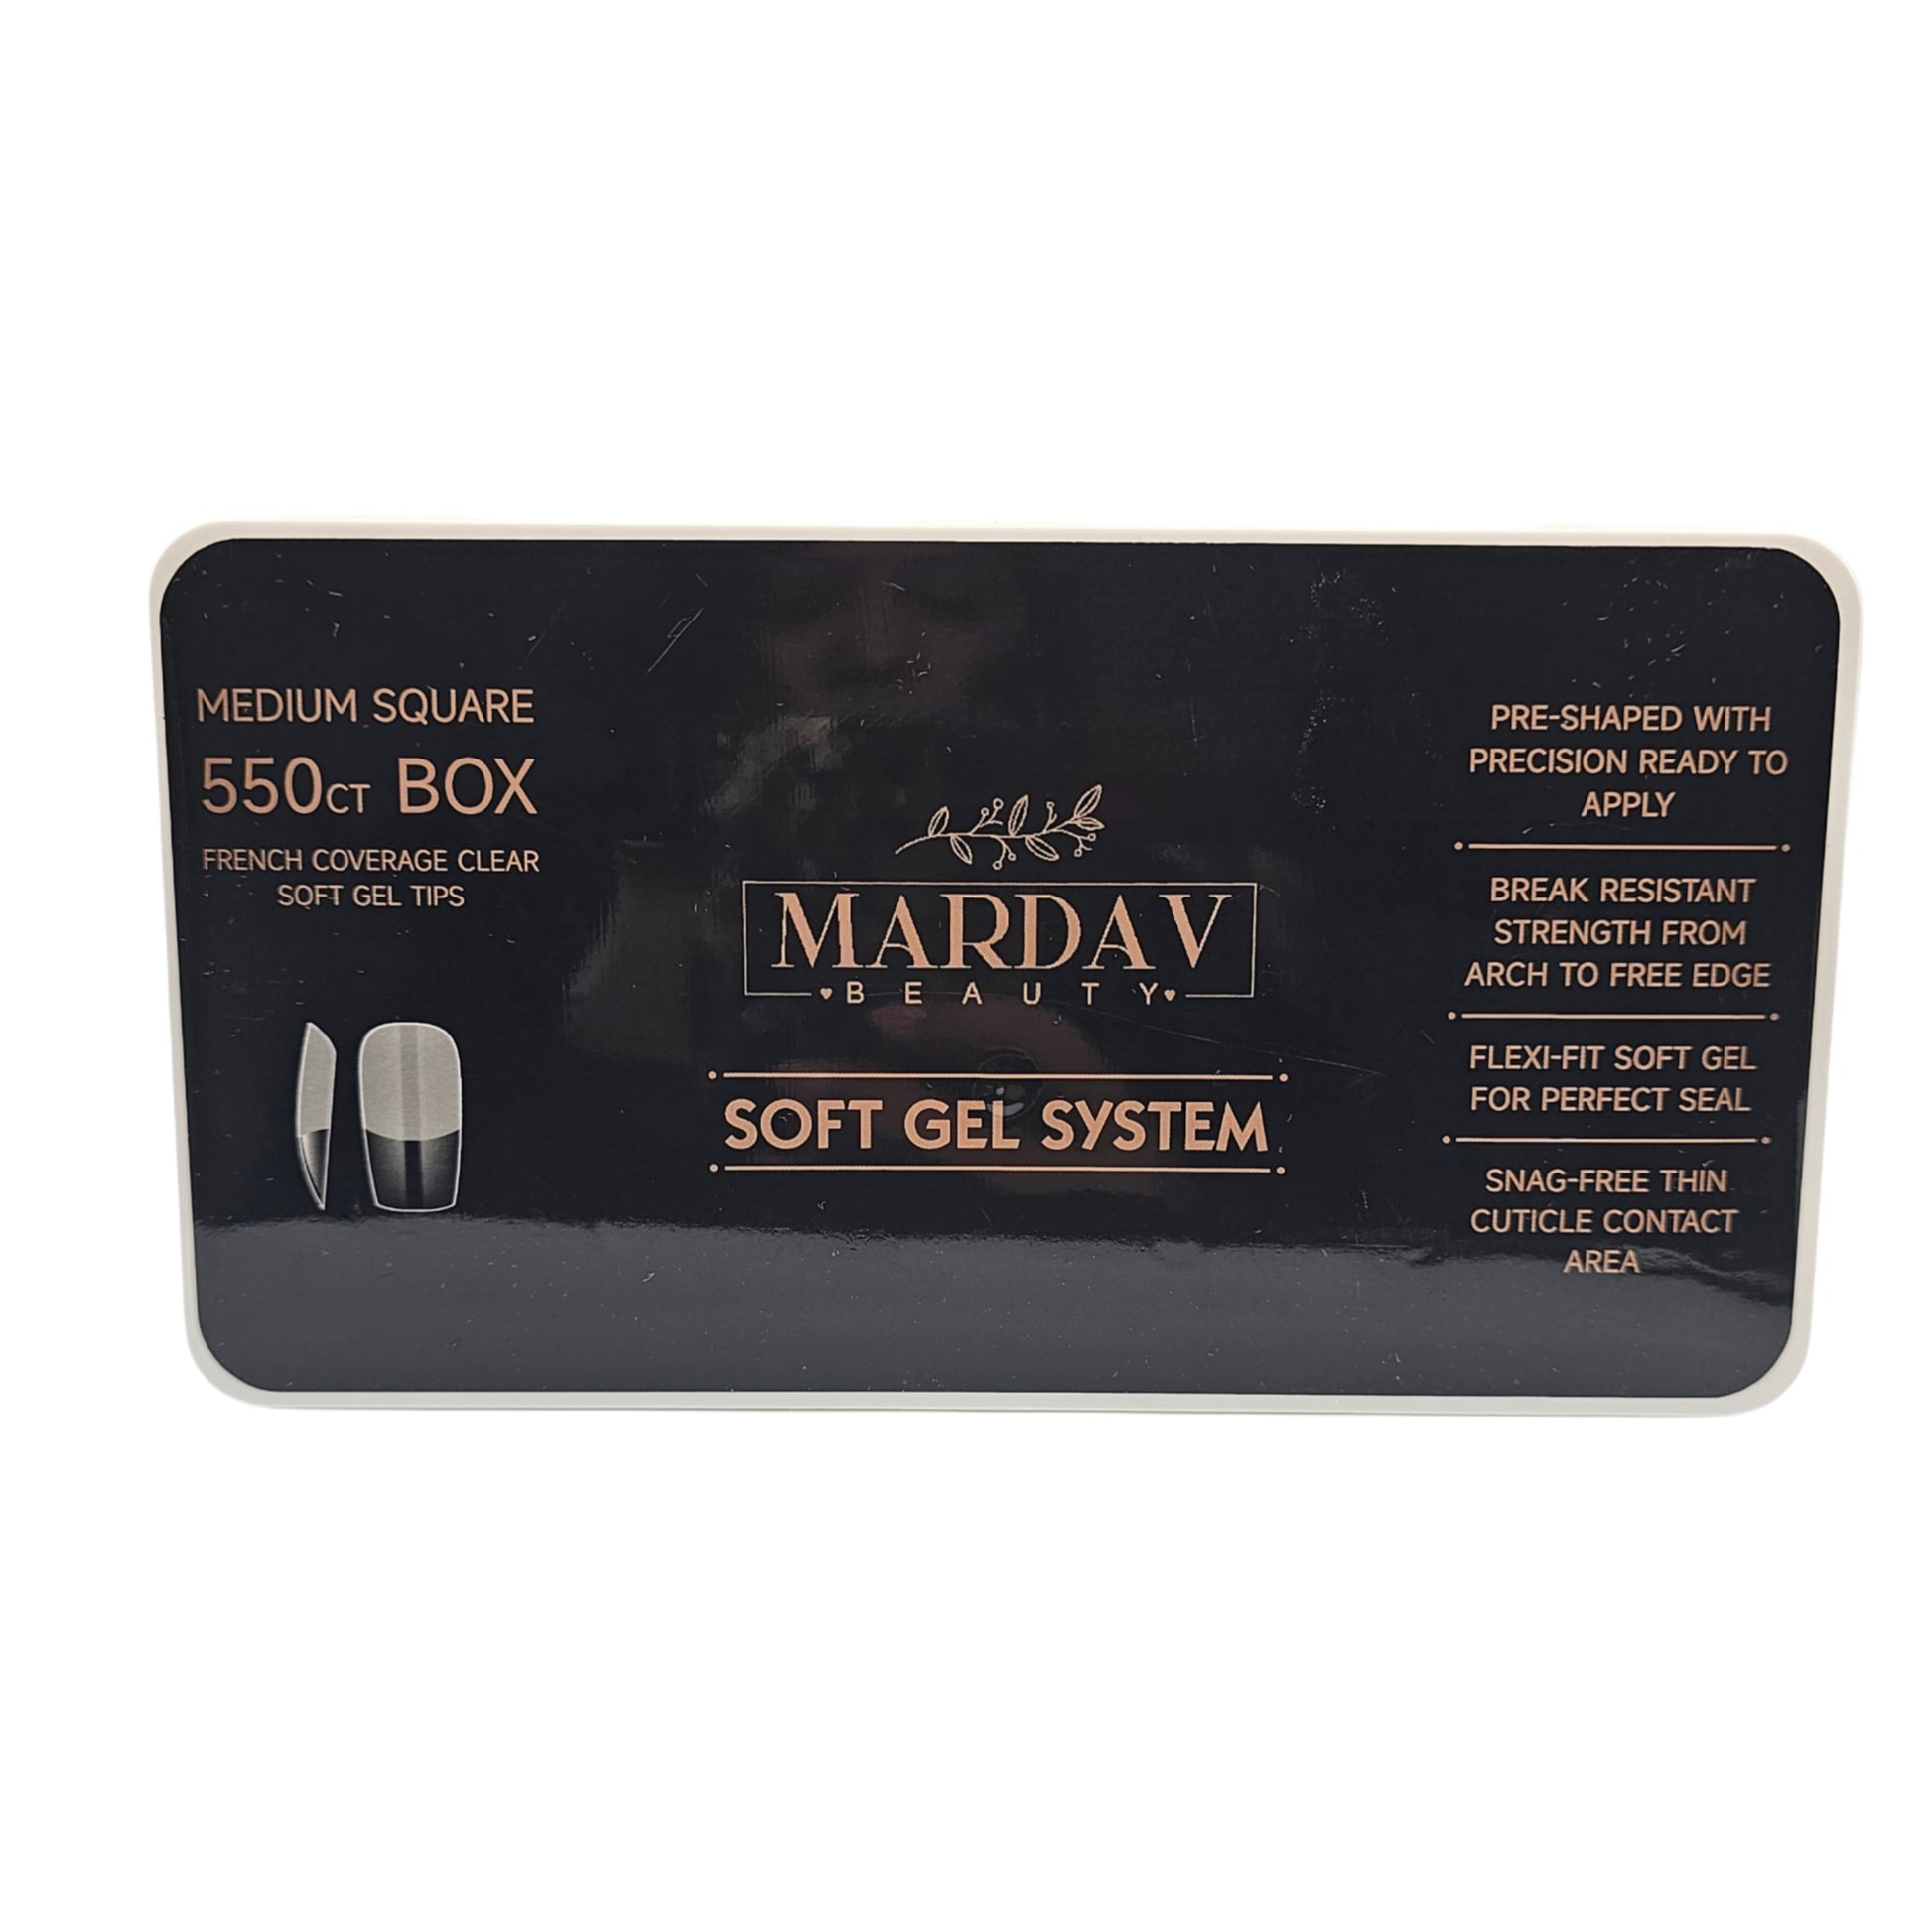 MEDIUM SQUARE
550CT BOX
FRENCH COVERAGE CLEAR
SOFT GEL TIPS
MARDAV
BEAUTY
SOFT GEL SYSTEM
PRE-SHAPED WITH
PRECISION READY TO
APPLY
BREAK RESISTANT
STRENGTH FROM
ARCH TO FREE EDGE
FLEXI-FIT SOFT GEL
FOR PERFECT SEAL
SNAG-FREE THIN
CUTICLE CONTACT
AREA